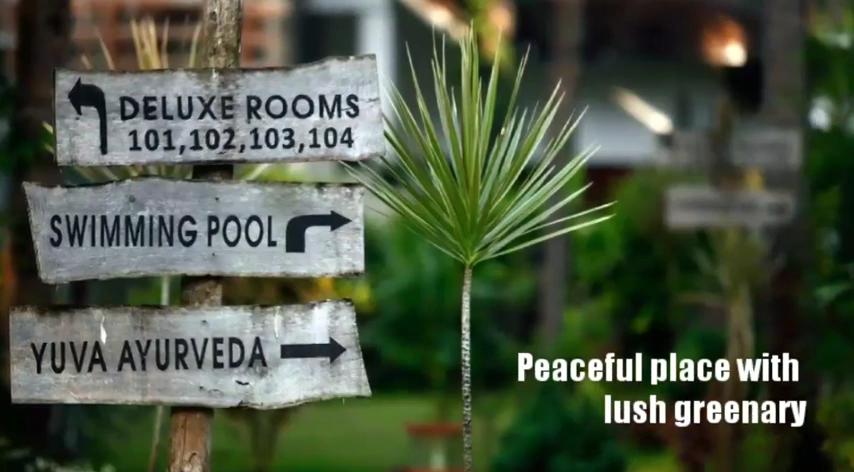 DELUXE ROOMS
101,102,103,104
SWIMMING POOL
YUVA AYURVEDA
Peaceful place with
lush greenary